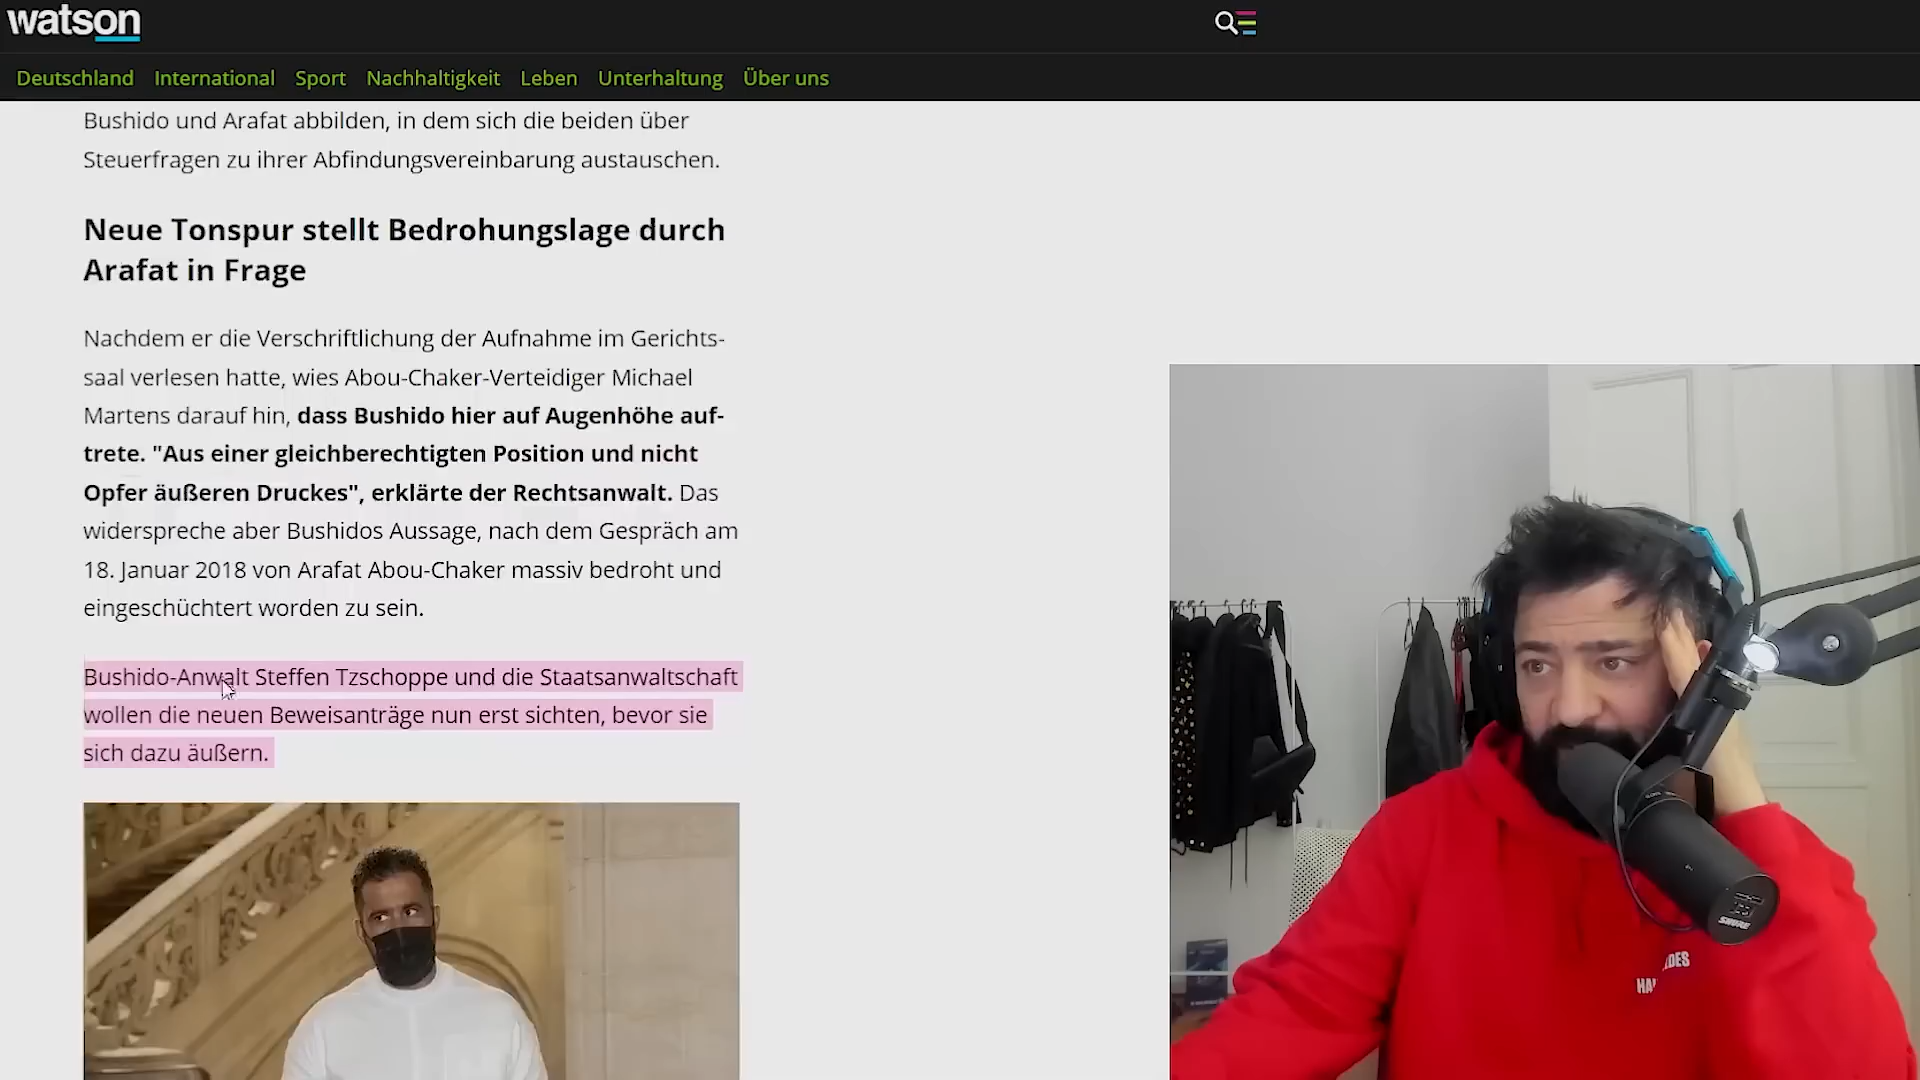 watson
Deutschland International Sport Nachhaltigkeit Leben Unterhaltung Über uns
Bushido und Arafat abbilden, in dem sich die beiden über
Steuerfragen zu ihrer Abfindungsvereinbarung austauschen.
Neue Tonspur stellt Bedrohungslage durch
Arafat in Frage
Nachdem er die Verschriftlichung der Aufnahme im Gerichts-
saal verlesen hatte, wies Abou-Chaker-Verteidiger Michael
Martens darauf hin, dass Bushido hier auf Augenhöhe auf-
trete. "Aus einer gleichberechtigten Position und nicht
Opfer äußeren Druckes", erklärte der Rechtsanwalt. Das
widerspreche aber Bushidos Aussage, nach dem Gespräch am
18. Januar 2018 von Arafat Abou-Chaker massiv bedroht und
eingeschüchtert worden zu sein.
Bushido-Anwalt Steffen Tzschoppe und die Staatsanwaltschaft
wollen die neuen Beweisanträge nun erst sichten, bevor sie
sich dazu äußern.
SHURE